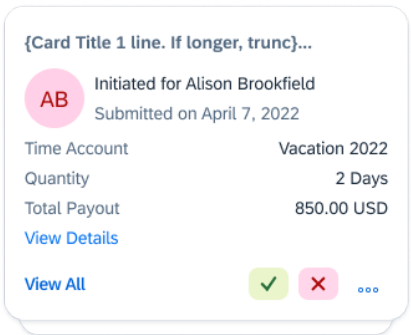 {Card Title 1 line. If longer, trunc}...
AB
Initiated for Alison Brookfield
Submitted on April 7, 2022
Time Account Vacation 2022
Quantity 2 Days
Total Payout 850.00 USD
View Details
View All